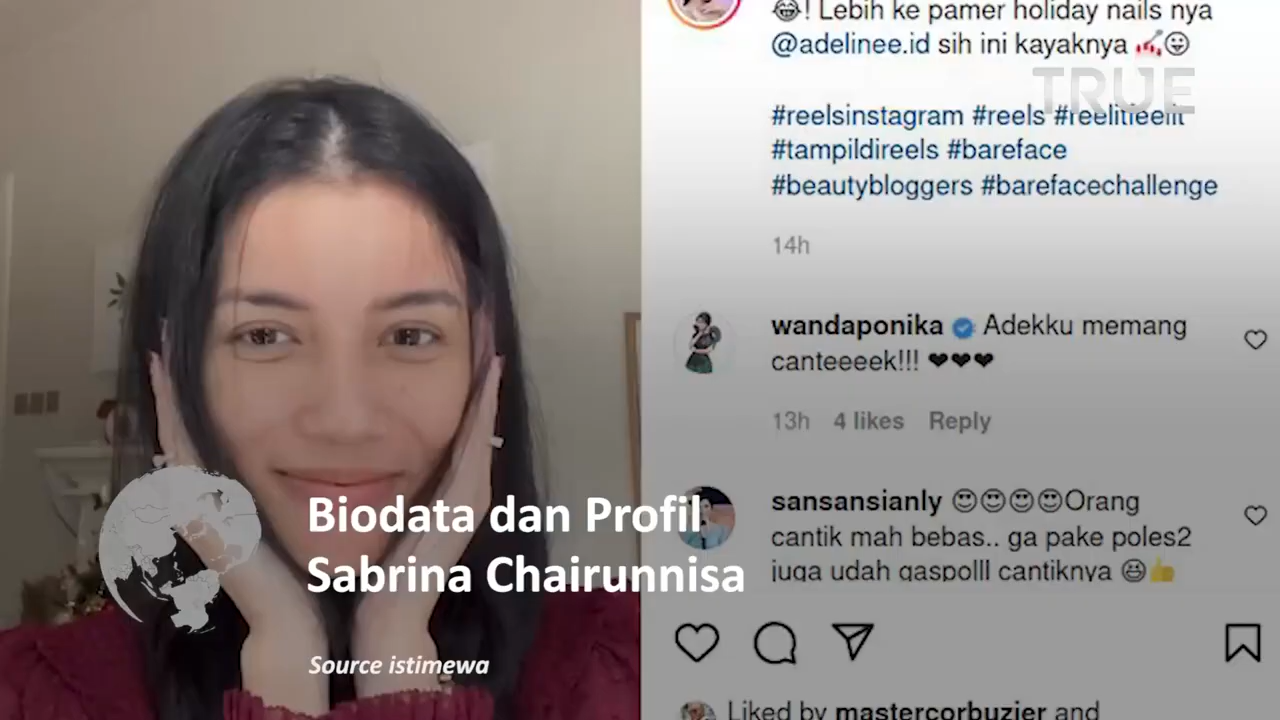 😂! Lebih ke pamer holiday nails nya
@adelinee.id sih ini kayaknya 💅😛
TRUE
#reelsinstagram #reels #reelitfeelit
#tampildireels #bareface
#beautybloggers #barefacechallenge
14h
wandaponika Adekku memang
canteeeek!!! ❤❤❤
13h 4 likes Reply
sansansianly 😍😍😍😍Orang
cantik mah bebas.. ga pake poles2
juga udah gaspolll cantiknya 😆👍
Biodata dan Profil
Sabrina Chairunnisa
Source istimewa
Liked by mastercorbuzier and